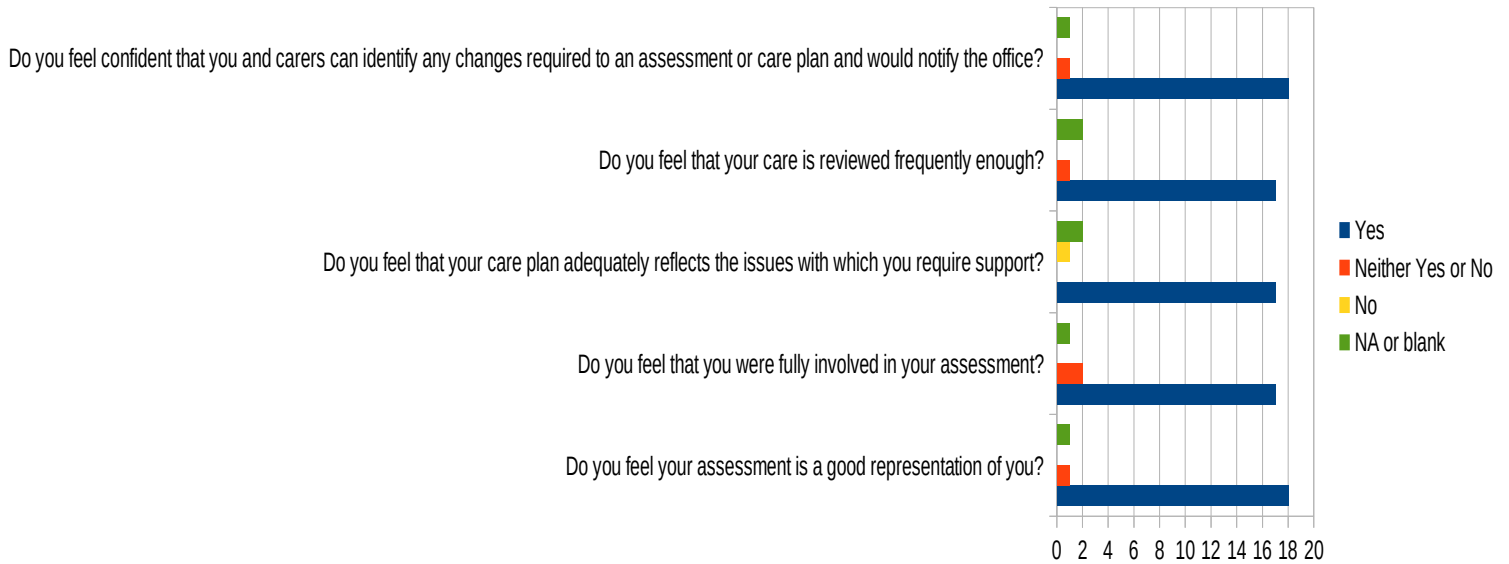 Do you feel confident that you and carers can identify any changes required to an assessment or care plan and would notify the office?
Do you feel that your care is reviewed frequently enough?
Do you feel that your care plan adequately reflects the issues with which you require support?
Do you feel that you were fully involved in your assessment?
Do you feel your assessment is a good representation of you?
0 2 4 6 8 10 12 14 16 18 20
Yes
Neither Yes or No
No
NA or blank